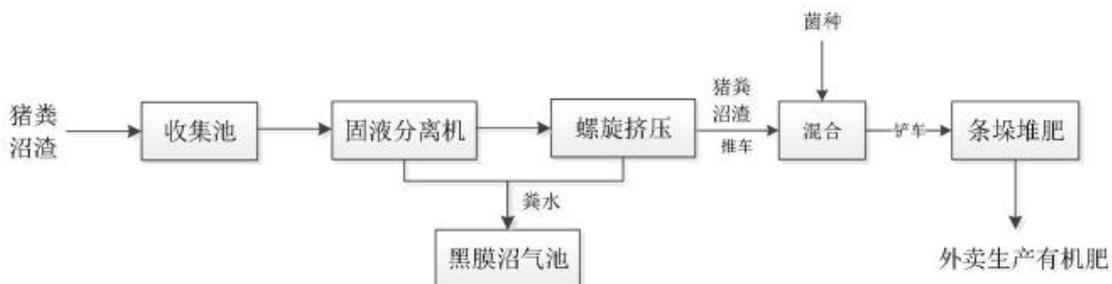 菌种
猪粪
沼渣
收集池
固液分离机
螺旋挤压
猪粪
沼渣
推车
混合
铲车
条垛堆肥
粪水
黑膜沼气池
外卖生产有机肥